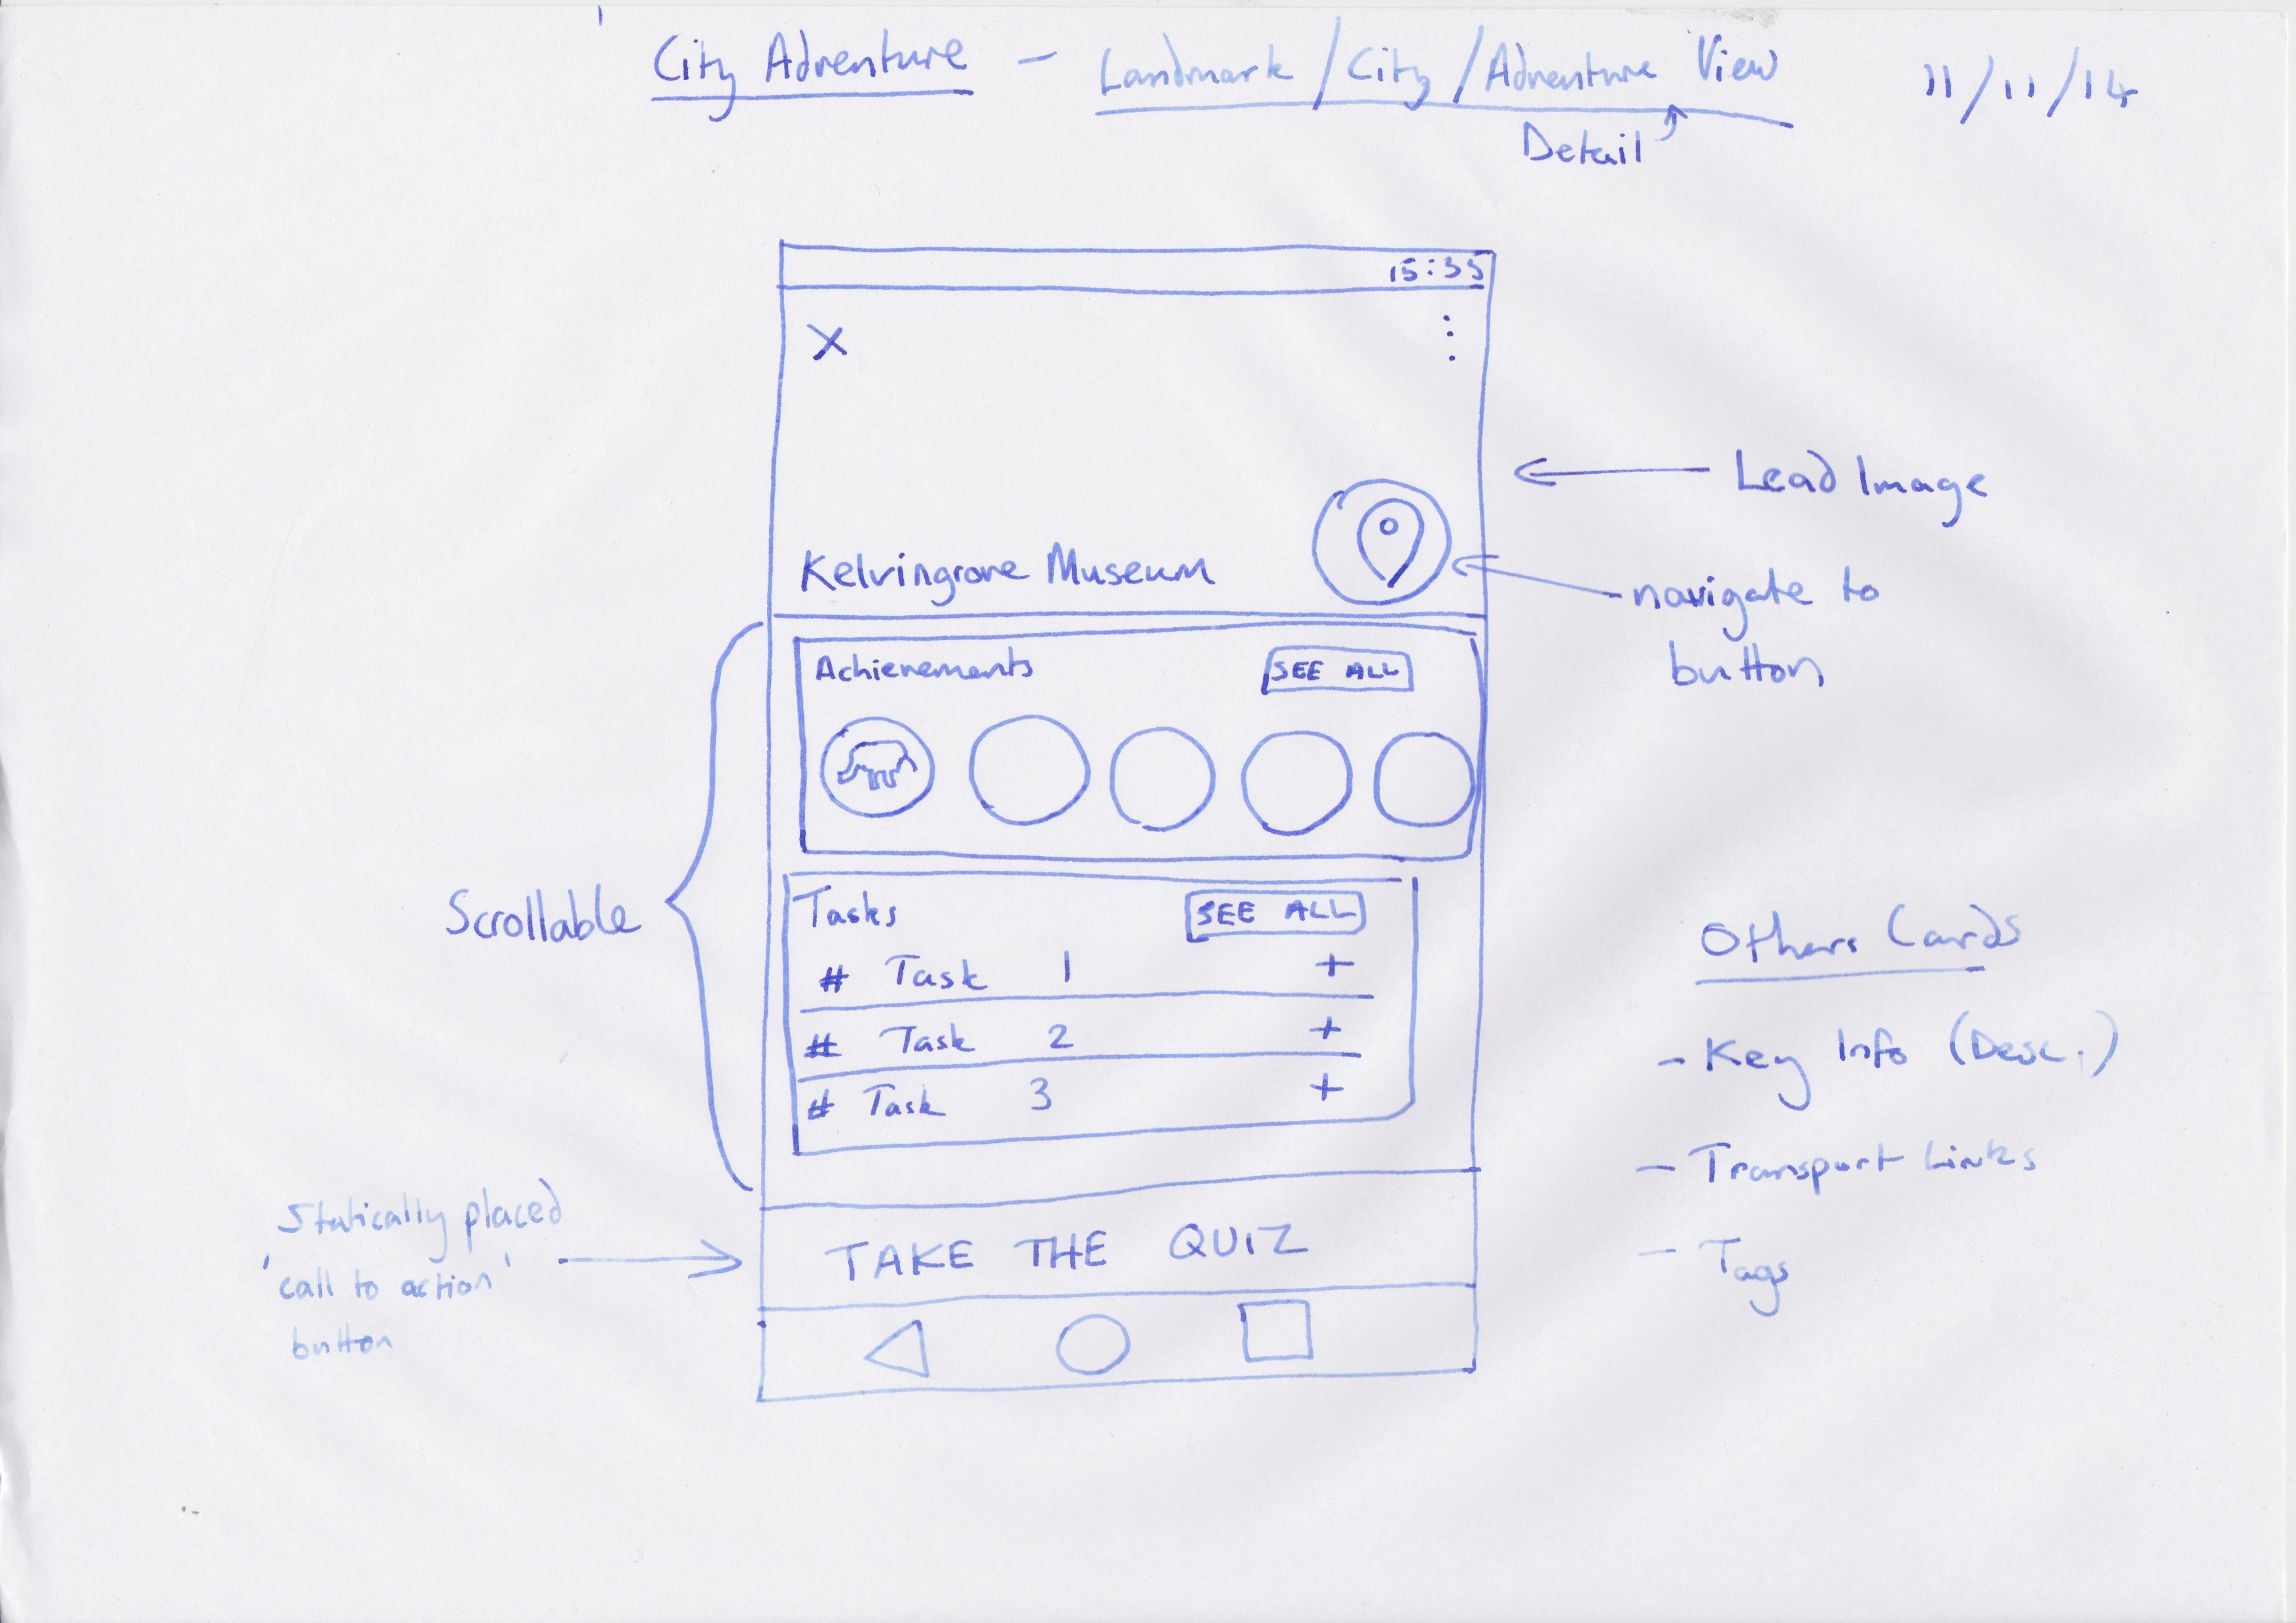 City Adventure - Landmark / City / Adventure View
Detail
11/11/14
15:35
X
Lead Image
Kelvingrove Museum
navigate to
button
Achievements SEE ALL
Scrollable
Tasks SEE ALL
# Task 1 +
# Task 2 +
# Task 3 +
Others Cards
- Key Info (Desc.)
- Transport Links
- Tags
Statically placed
'call to action'
button
TAKE THE QUIZ